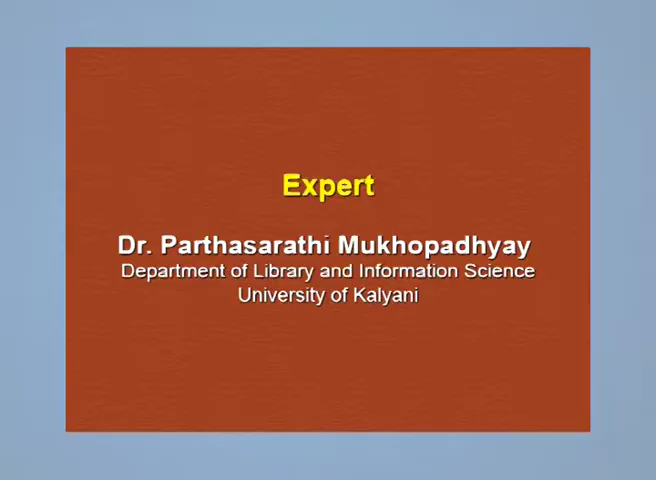 Expert
Dr. Parthasarathi Mukhopadhyay
Department of Library and Information Science
University of Kalyani